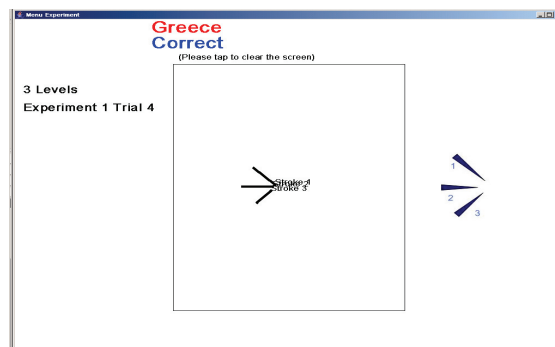 Menu Experiment
Greece
Correct
(Please tap to clear the screen)
3 Levels
Experiment 1 Trial 4
Stroke
Stroke 3
1
2
3